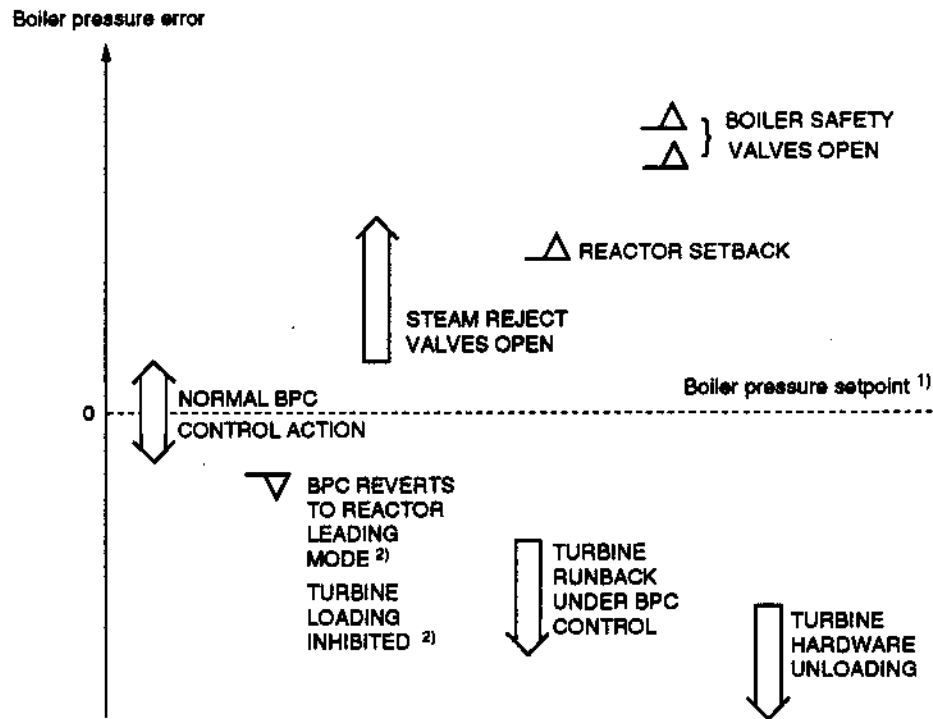 Boiler pressure error
BOILER SAFETY
VALVES OPEN
REACTOR SETBACK
STEAM REJECT
VALVES OPEN
Boiler pressure setpoint 1)
0
NORMAL BPC
CONTROL ACTION
BPC REVERTS
TO REACTOR
LEADING
MODE 2)
TURBINE
LOADING
INHIBITED 2)
TURBINE
RUNBACK
UNDER BPC
CONTROL
TURBINE
HARDWARE
UNLOADING